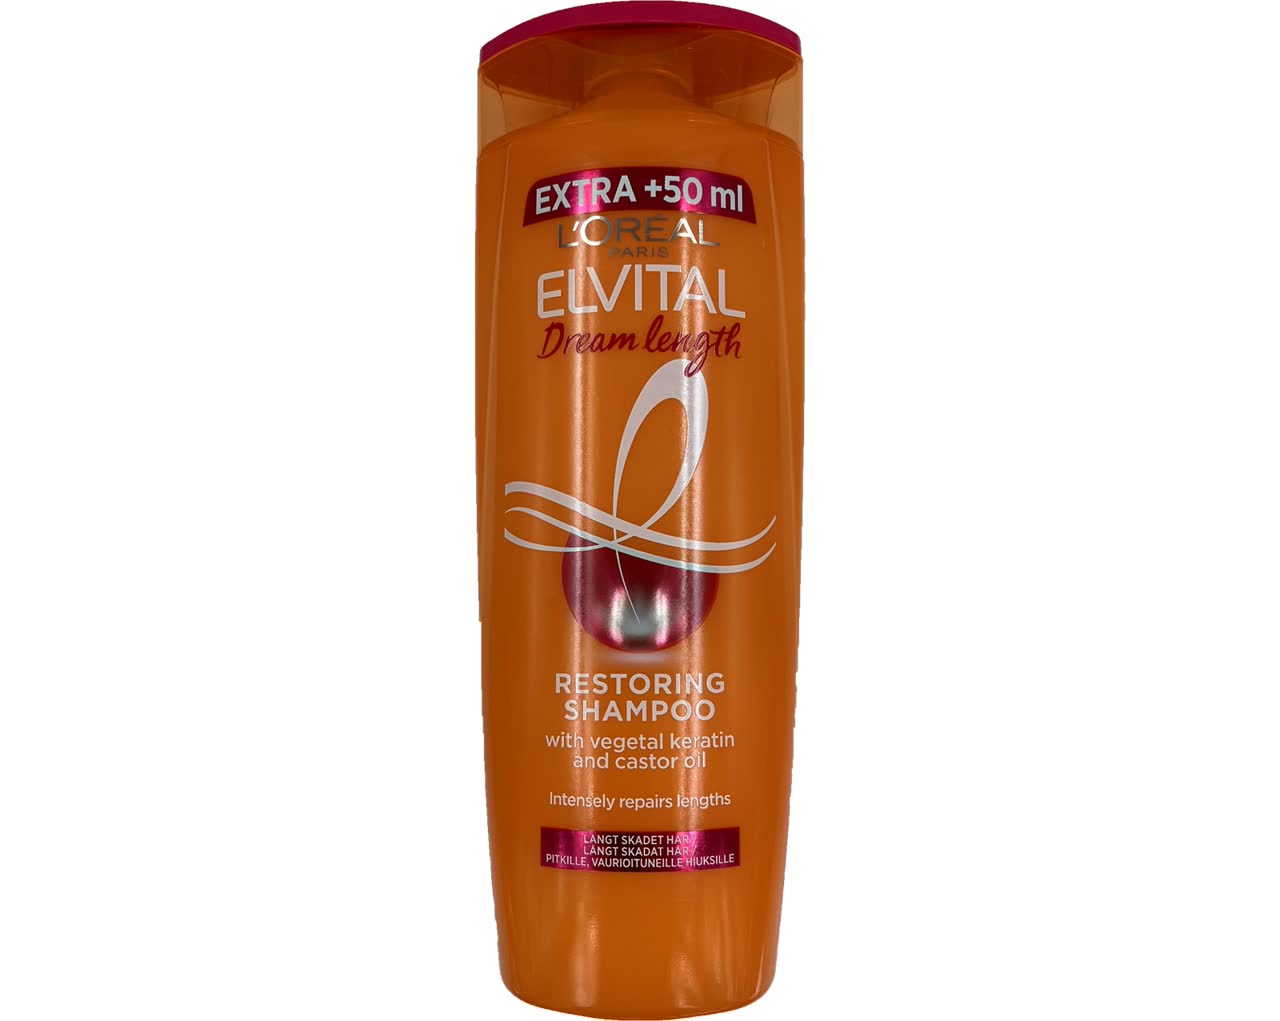 EXTRA +50 ml
L'ORÉAL
PARIS
ELVITAL
Dream length
RESTORING
SHAMPOO
with vegetal keratin
and castor oil
Intensely repairs lengths
LANGT SKADET HÅR/
LÅNGT SKADAT HÅR/
PITKILLE, VAURIOITUNEILLE HIUKSILLE